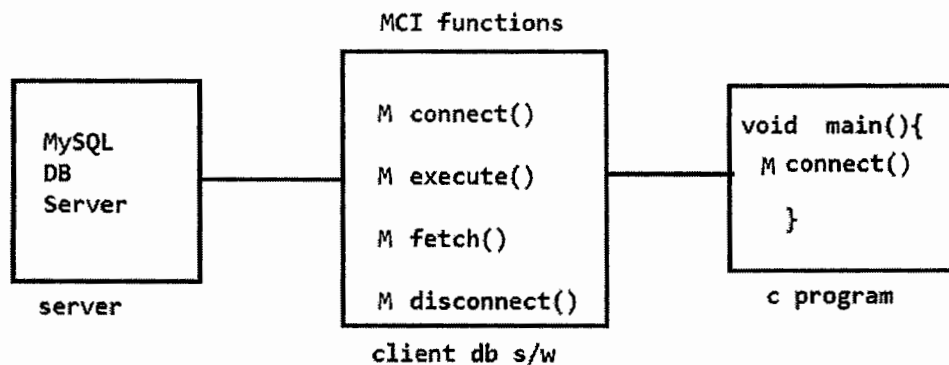 MCI functions
MySQL
DB
Server
server
M connect()
M execute()
M fetch()
M disconnect()
client db s/w
void main(){
M connect()
}
c program